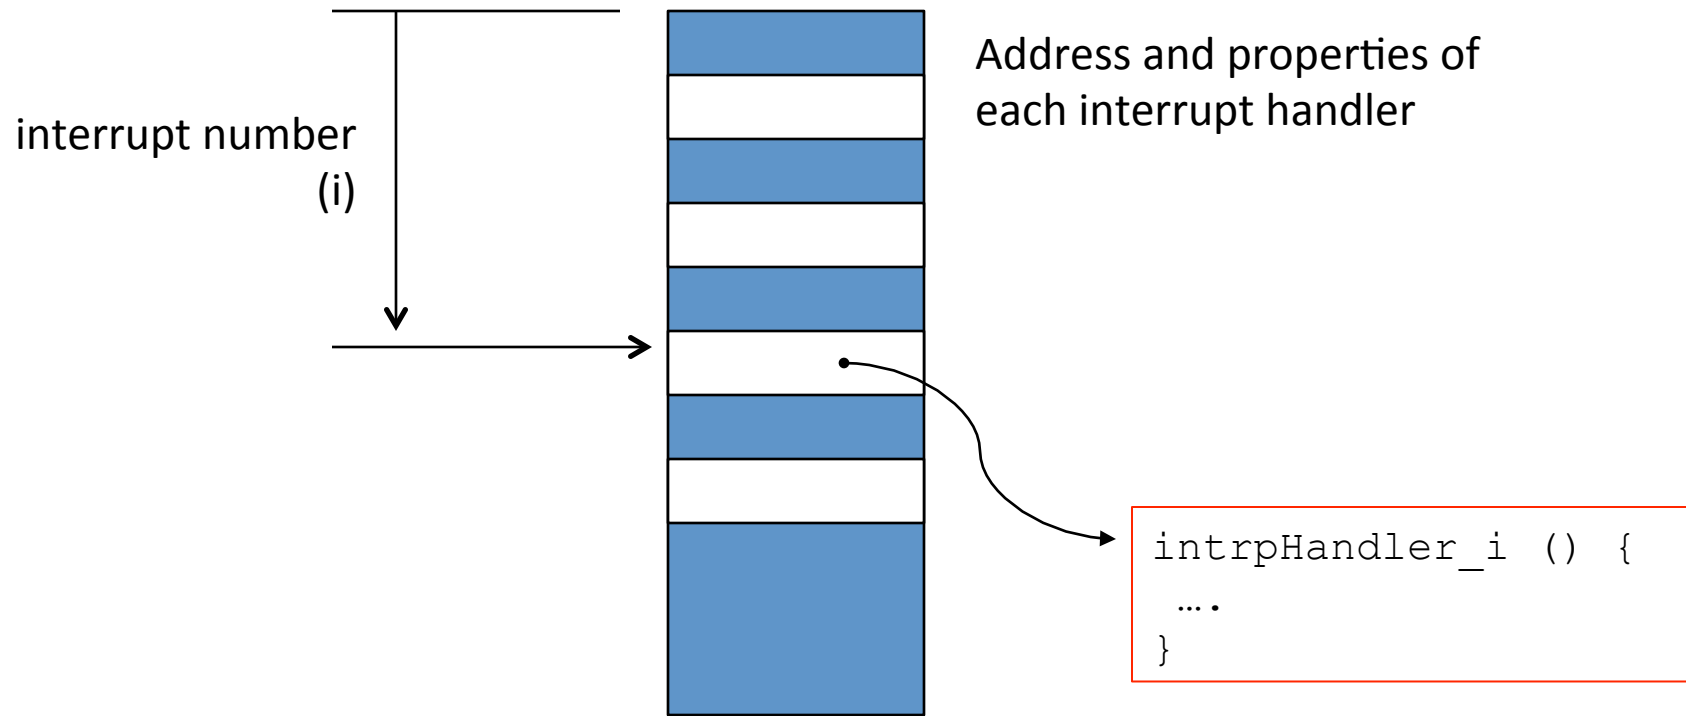 interrupt number
(i)
Address and properties of
each interrupt handler
intrpHandler_i () {
….
}